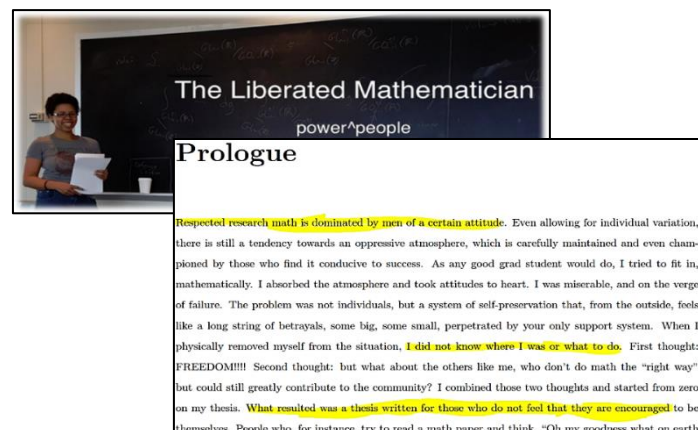 The Liberated Mathematician
power^people
Prologue
Respected research math is dominated by men of a certain attitude. Even allowing for individual variation,
there is still a tendency towards an oppressive atmosphere, which is carefully maintained and even cham-
pioned by those who find it conducive to success. As any good grad student would do, I tried to fit in,
mathematically. I absorbed the atmosphere and took attitudes to heart. I was miserable, and on the verge
of failure. The problem was not individuals, but a system of self-preservation that, from the outside, feels
like a long string of betrayals, some big, some small, perpetrated by your only support system. When I
physically removed myself from the situation, I did not know where I was or what to do. First thought:
FREEDOM!!!! Second thought: but what about the others like me, who don't do math the “right way”
but could still greatly contribute to the community? I combined those two thoughts and started from zero
on my thesis. What resulted was a thesis written for those who do not feel that they are encouraged to be
themselves. People who, for instance, try to read a math paper and think, “Oh my goodness what on earth